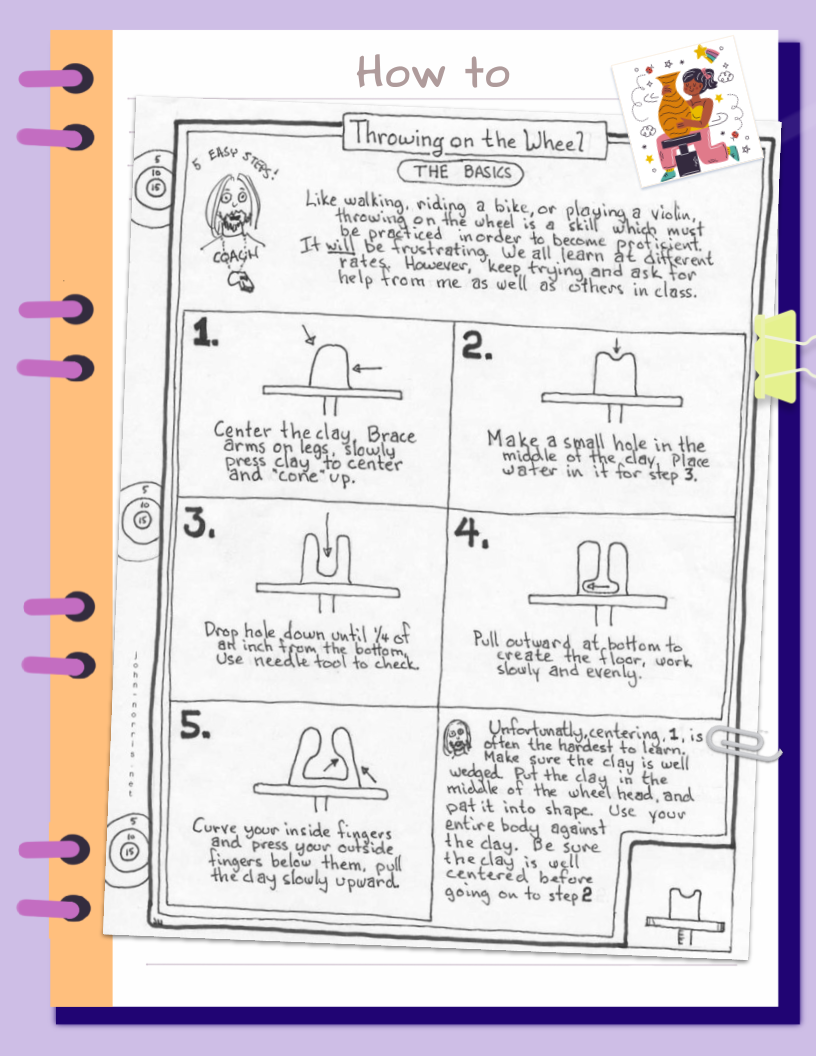 How to
Throwing on the Wheel
THE BASICS
5 EASY STEPS!
COACH
Like walking, riding a bike, or playing a violin,
throwing on the wheel is a skill which must
be practiced inorder to become proficient.
It will be frustrating. We all learn at different
rates. However, keep trying and ask for
help from me as well as others in class.
1.
Center the clay, Brace
arms on legs, slowly
press clay to center
and "cone" up.
2.
Make a small hole in the
middle of the clay. Place
water in it for step 3.
3.
Drop hole down until 1/4 of
an inch from the bottom,
Use needle tool to check.
4.
Pull outward at bottom to
create the floor, work
slowly and evenly.
5.
Curve your inside fingers
and press your outside
fingers below them, pull
the clay slowly upward.
Unfortunatly, centering, 1, is
often the hardest to learn.
Make sure the clay is well
wedged. Put the clay in the
middle of the wheel head, and
pat it into shape. Use your
entire body against
the clay. Be sure
the clay is well
centered before
going on to step 2
5
10
15
5
10
15
5
10
15
john-norris.net